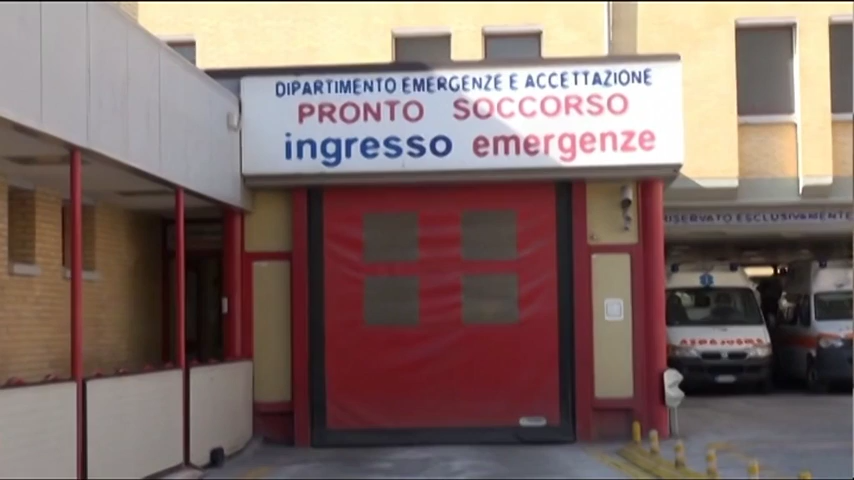 DIPARTIMENTO EMERGENZE E ACCETTAZIONE
PRONTO SOCCORSO
ingresso emergenze
RISERVATO ESCLUSIVAMENTE